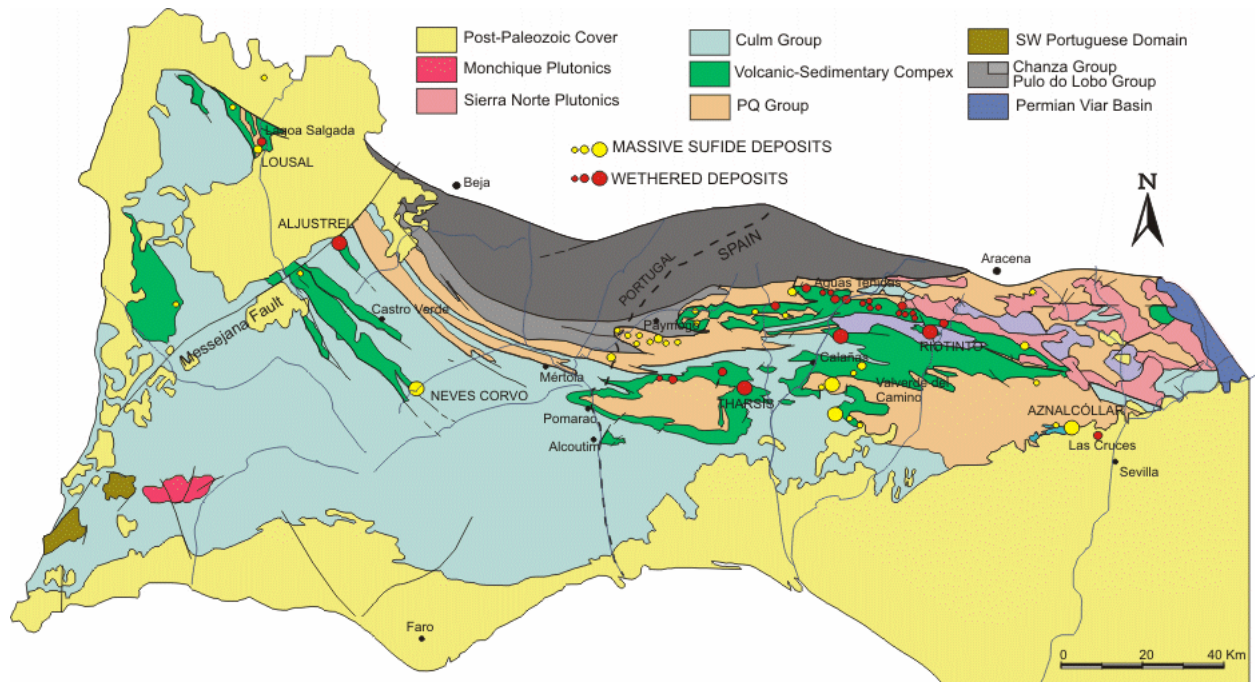 Post-Paleozoic Cover
Monchique Plutonics
Sierra Norte Plutonics
Culm Group
Volcanic-Sedimentary Compex
PQ Group
SW Portuguese Domain
Chanza Group
Pulo do Lobo Group
Permian Viar Basin
MASSIVE SUFIDE DEPOSITS
WETHERED DEPOSITS
N
Lagoa Salgada
LOUSAL
Beja
ALJUSTREL
PORTUGAL
SPAIN
Aracena
Messejana Fault
Castro Verde
Aguas Teñidas
Paymogo
RIOTINTO
Calañas
Mértola
NEVES CORVO
THARSIS
Valverde del
Camino
Pomarao
Alcoutim
AZNALCÓLLAR
Las Cruces
Sevilla
Faro
0 20 40 Km